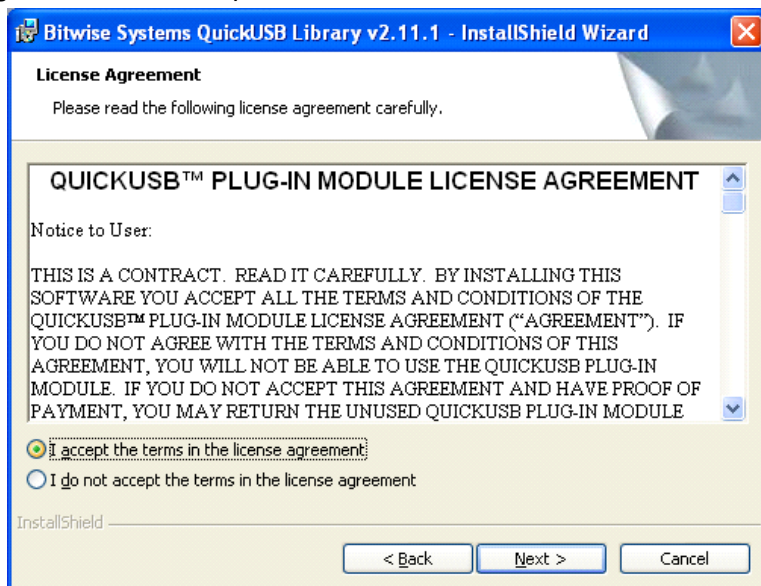 Bitwise Systems QuickUSB Library v2.11.1 - InstallShield Wizard
License Agreement
Please read the following license agreement carefully.
QUICKUSB™ PLUG-IN MODULE LICENSE AGREEMENT
Notice to User:
THIS IS A CONTRACT. READ IT CAREFULLY. BY INSTALLING THIS
SOFTWARE YOU ACCEPT ALL THE TERMS AND CONDITIONS OF THE
QUICKUSB™ PLUG-IN MODULE LICENSE AGREEMENT (“AGREEMENT”). IF
YOU DO NOT AGREE WITH THE TERMS AND CONDITIONS OF THIS
AGREEMENT, YOU WILL NOT BE ABLE TO USE THE QUICKUSB PLUG-IN
MODULE. IF YOU DO NOT ACCEPT THIS AGREEMENT AND HAVE PROOF OF
PAYMENT, YOU MAY RETURN THE UNUSED QUICKUSB PLUG-IN MODULE
I accept the terms in the license agreement
I do not accept the terms in the license agreement
InstallShield
< Back Next > Cancel